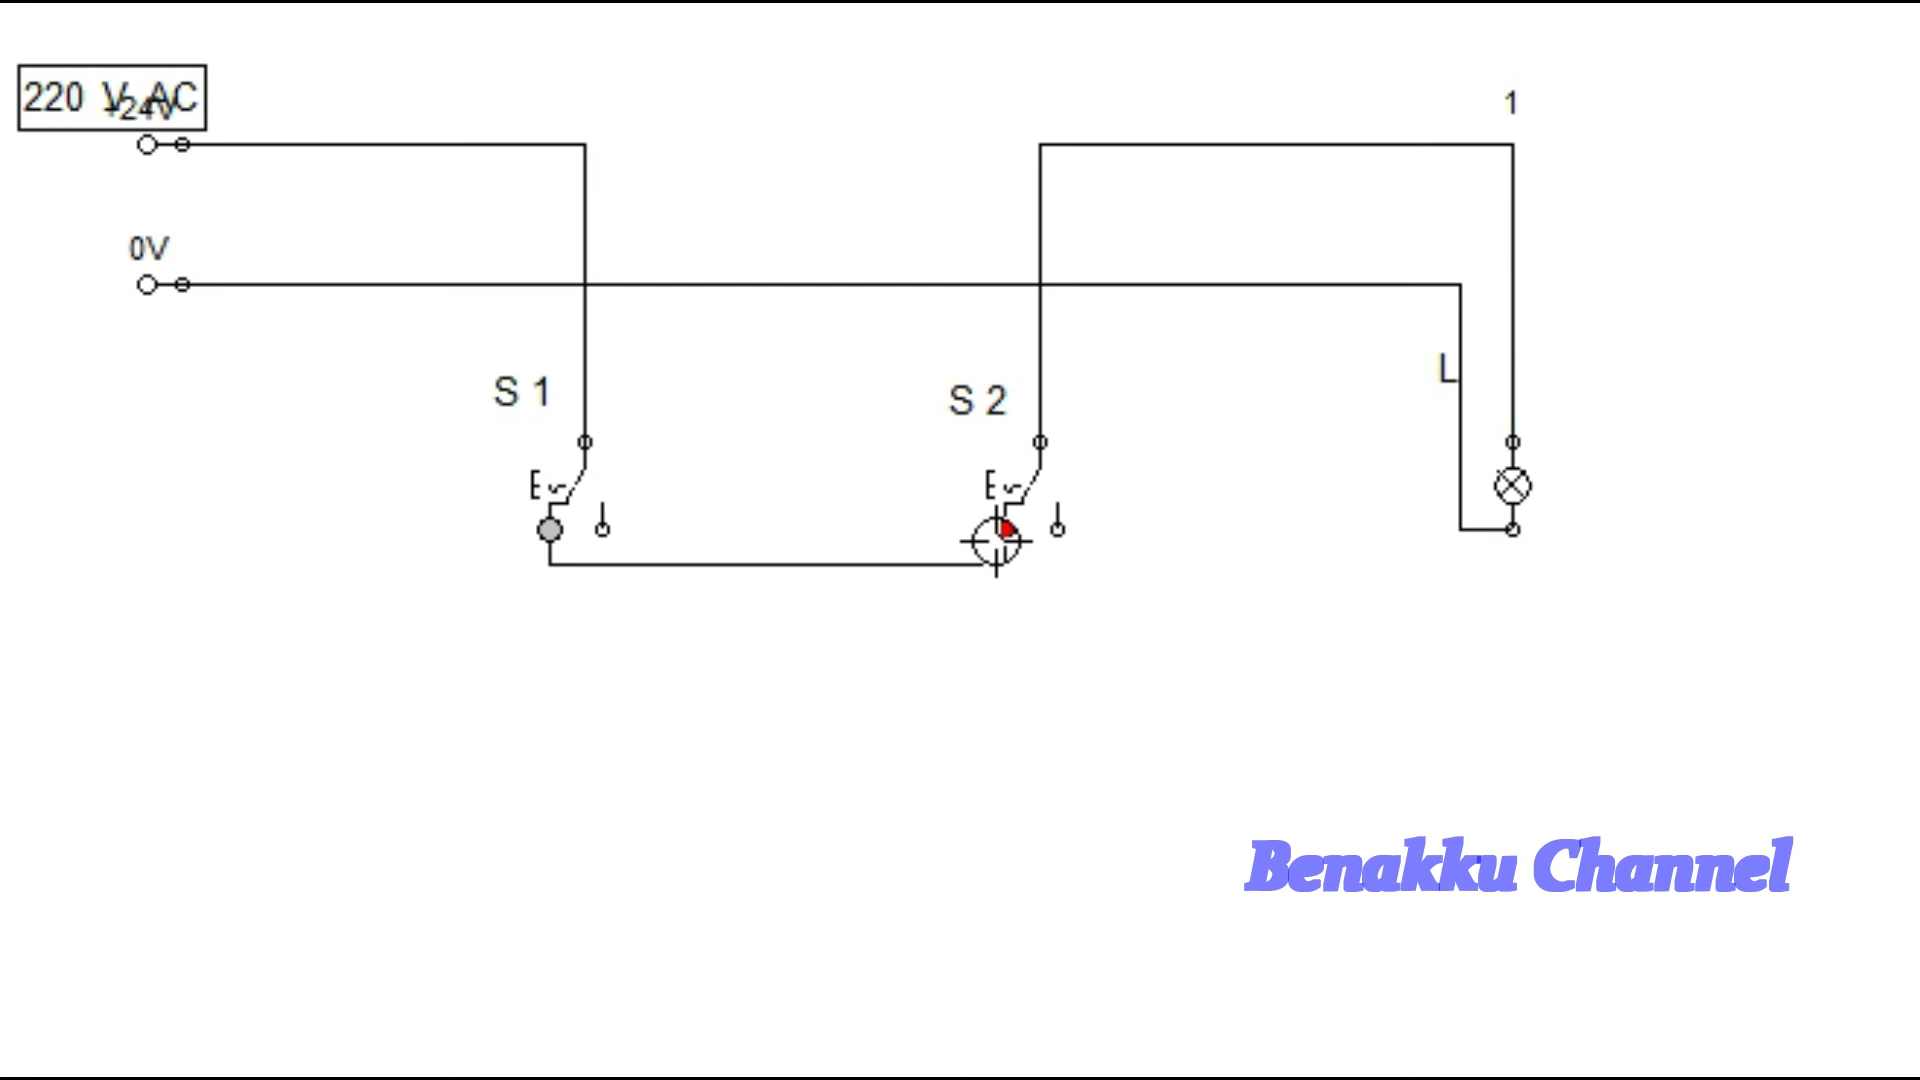 220 V AC
+24V
1
0V
L
S 1
S 2
E
E
Benakku Channel